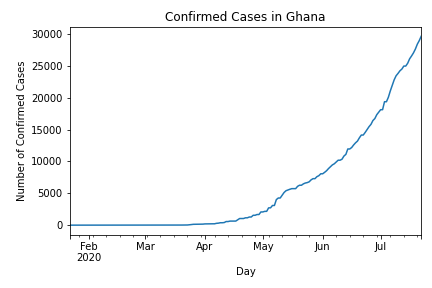 Confirmed Cases in Ghana
30000
25000
20000
15000
10000
5000
0
Number of Confirmed Cases
Feb
2020
Mar
Apr
May
Jun
Jul
Day